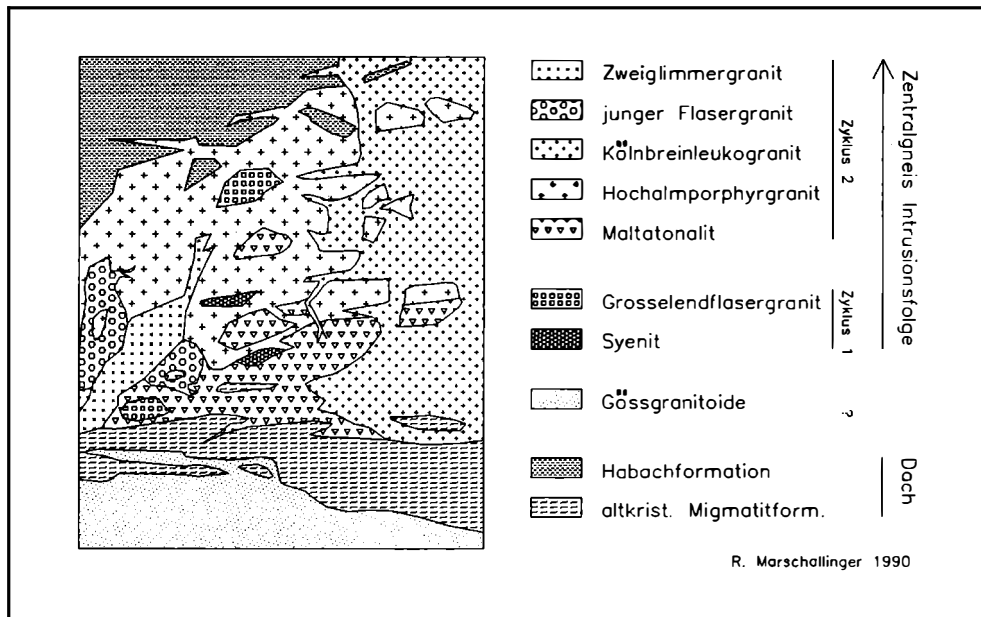 Zweiglimmergranit
junger Flasergranit
Kölnbreinleukogranit
Hochalmporphyrgranit
Maltatonalit
Zyklus 2
Grosselendflasergranit
Syenit
Zyklus 1
Gössgranitoide
?
Zentralgneis Intrusionsfolge
Habachformation
altkrist. Migmatitform.
Dach
R. Marschallinger 1990